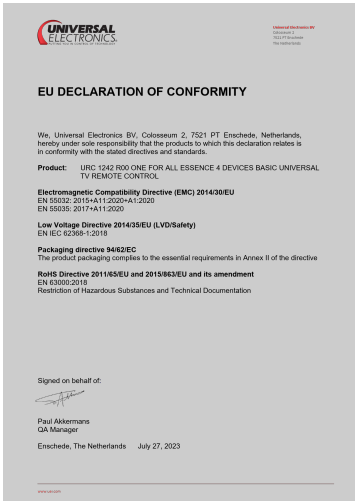 UNIVERSAL
ELECTRONICS
Universal Electronics BV
Colosseum 2
7521 PT Enschede
The Netherlands
EU DECLARATION OF CONFORMITY
We, Universal Electronics BV, Colosseum 2, 7521 PT Enschede, Netherlands,
hereby under sole responsibility that the products to which this declaration relates is
in conformity with the stated directives and standards.
Product: URC 1242 R00 ONE FOR ALL ESSENCE 4 DEVICES BASIC UNIVERSAL
TV REMOTE CONTROL
Electromagnetic Compatibility Directive (EMC) 2014/30/EU
EN 55032: 2015+A11:2020+A1:2020
EN 55035: 2017+A11:2020
Low Voltage Directive 2014/35/EU (LVD/Safety)
EN IEC 62368-1:2018
Packaging directive 94/62/EC
The product packaging complies to the essential requirements in Annex II of the directive
RoHS Directive 2011/65/EU and 2015/863/EU and its amendment
EN 63000:2018
Restriction of Hazardous Substances and Technical Documentation
Signed on behalf of:
Paul Akkermans
QA Manager
Enschede, The Netherlands July 27, 2023
www.uei.com